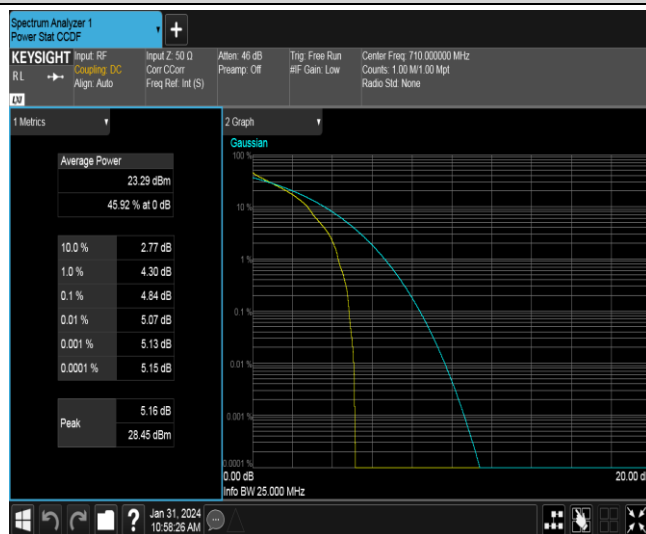 Spectrum Analyzer 1
Power Stat CCDF
+
KEYSIGHT
RL
LXI
Input: RF
Coupling: DC
Align: Auto
Input Z: 50 Ω
Corr CCorr
Freq Ref: Int (S)
Atten: 46 dB
Preamp: Off
Trig: Free Run
#IF Gain: Low
Center Freq: 710.000000 MHz
Counts: 1.00 M/1.00 Mpt
Radio Std: None
1 Metrics
Average Power
23.29 dBm
45.92 % at 0 dB
10.0 % 2.77 dB
1.0 % 4.30 dB
0.1 % 4.84 dB
0.01 % 5.07 dB
0.001 % 5.13 dB
0.0001 % 5.15 dB
Peak
5.16 dB
28.45 dBm
2 Graph
Gaussian
100 %
10 %
1 %
0.1 %
0.01 %
0.001 %
0.0001 %
0.00 dB
20.00 d
Info BW 25.000 MHz
?
Jan 31, 2024
10:58:26 AM